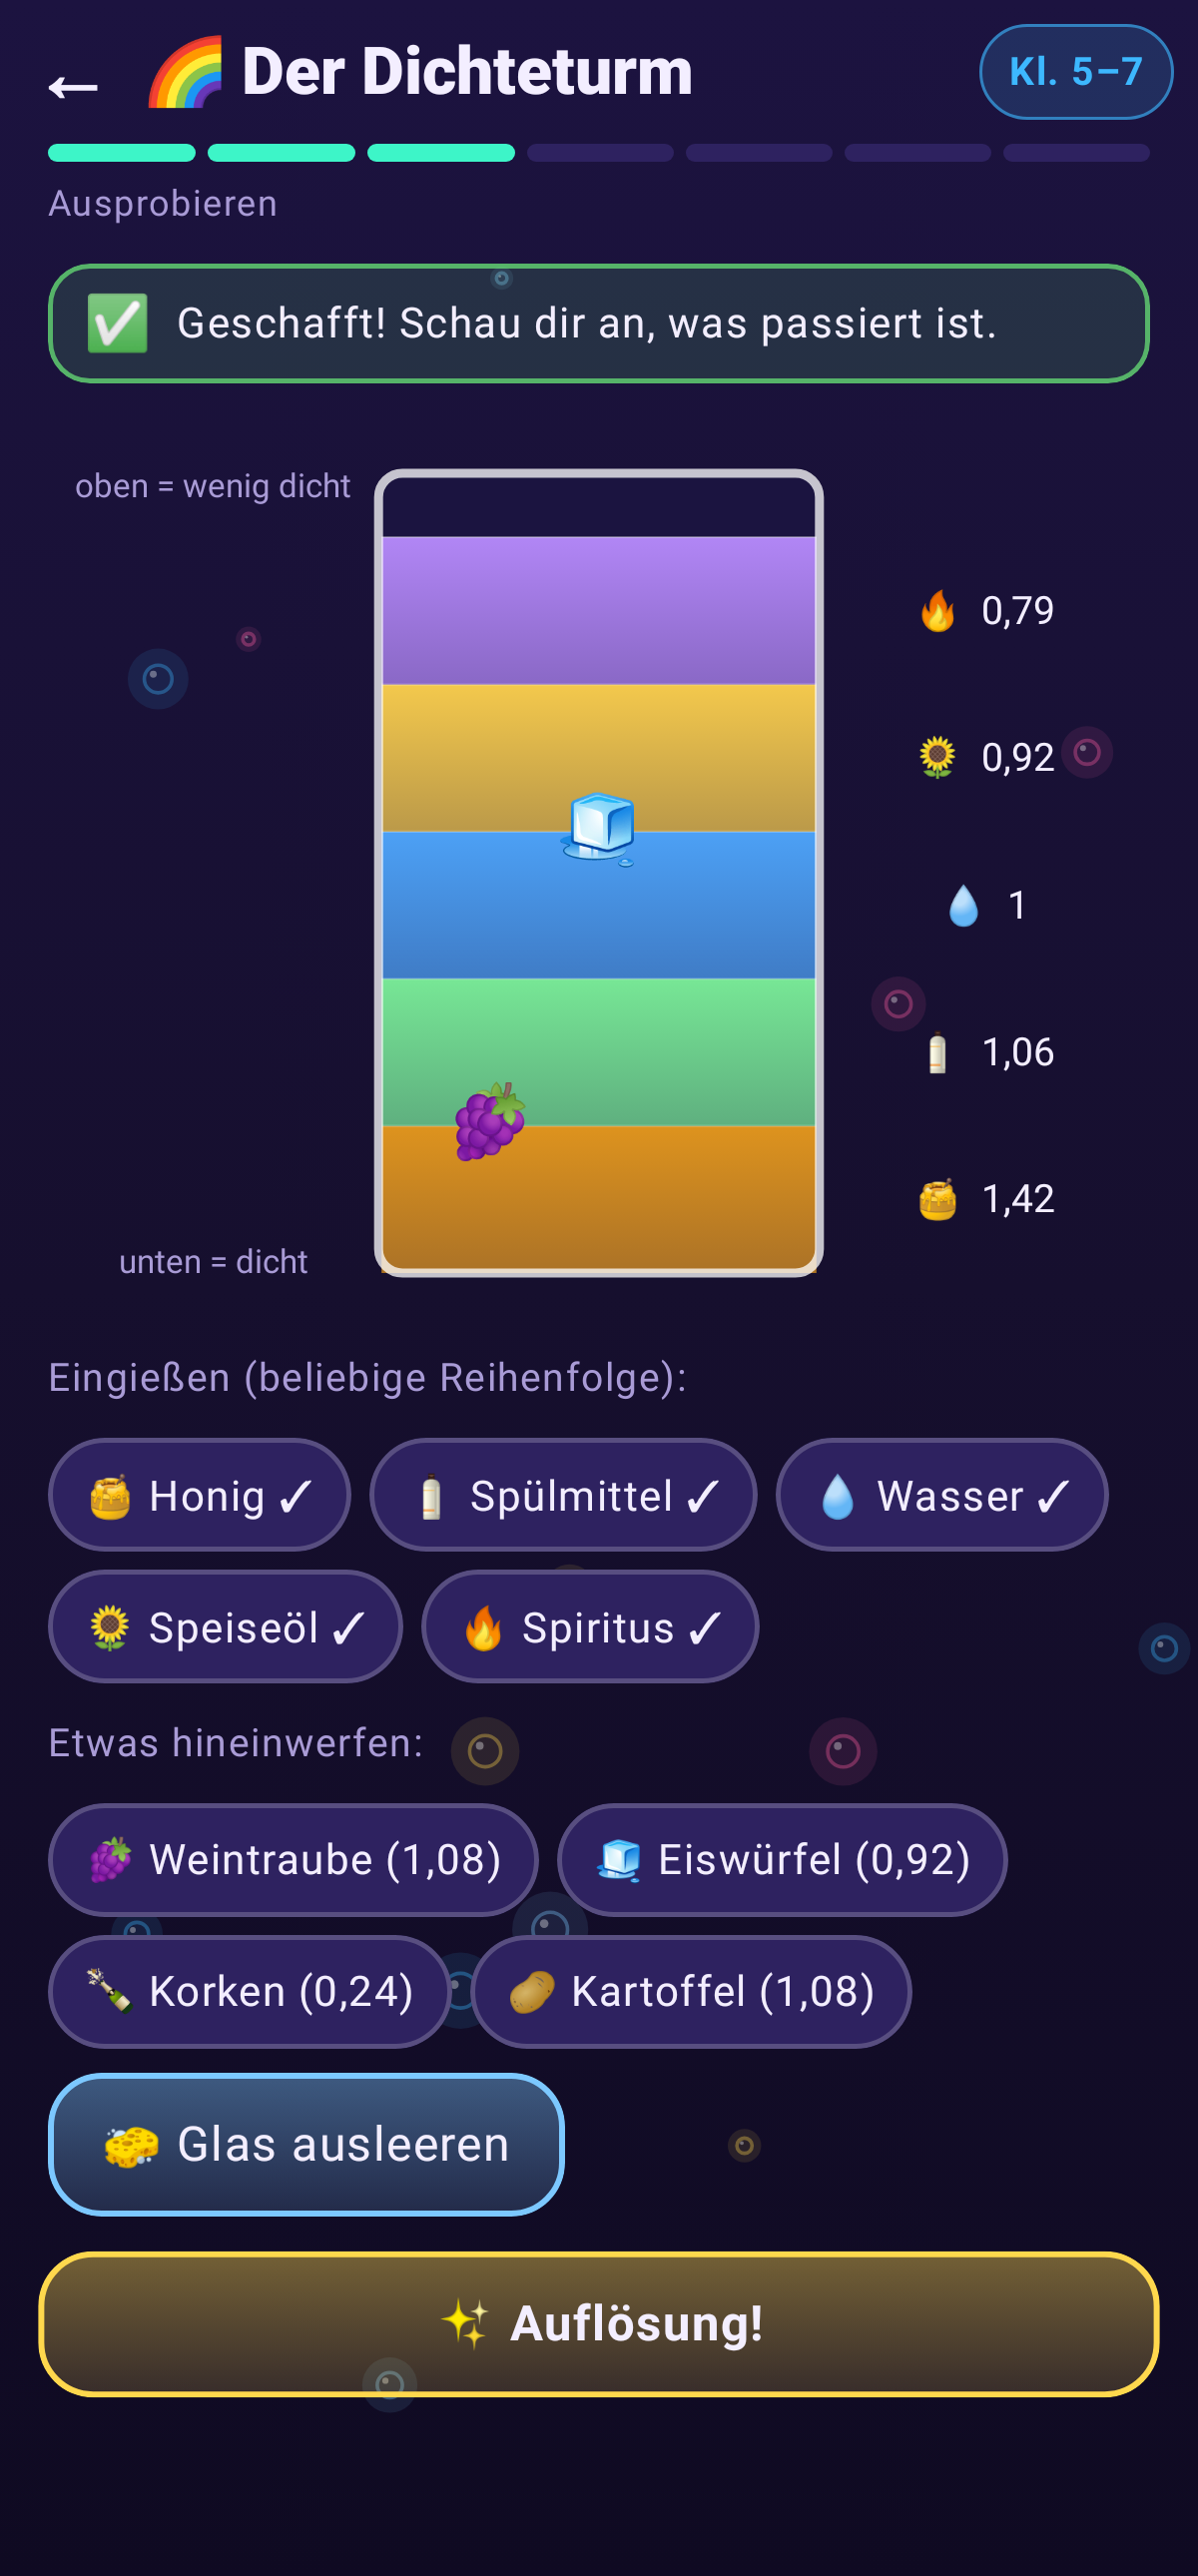 ← 🌈 Der Dichteturm
Kl. 5–7
Ausprobieren
✅ Geschafft! Schau dir an, was passiert ist.
oben = wenig dicht
🔥 0,79
🌻 0,92
💧 1
🧴 1,06
🍯 1,42
unten = dicht
Eingießen (beliebige Reihenfolge):
🍯 Honig ✓ 🧴 Spülmittel ✓ 💧 Wasser ✓
🌻 Speiseöl ✓ 🔥 Spiritus ✓
Etwas hineinwerfen:
🍇 Weintraube (1,08) 🧊 Eiswürfel (0,92)
🍾 Korken (0,24) 🥔 Kartoffel (1,08)
🧽 Glas ausleeren
✨ Auflösung!